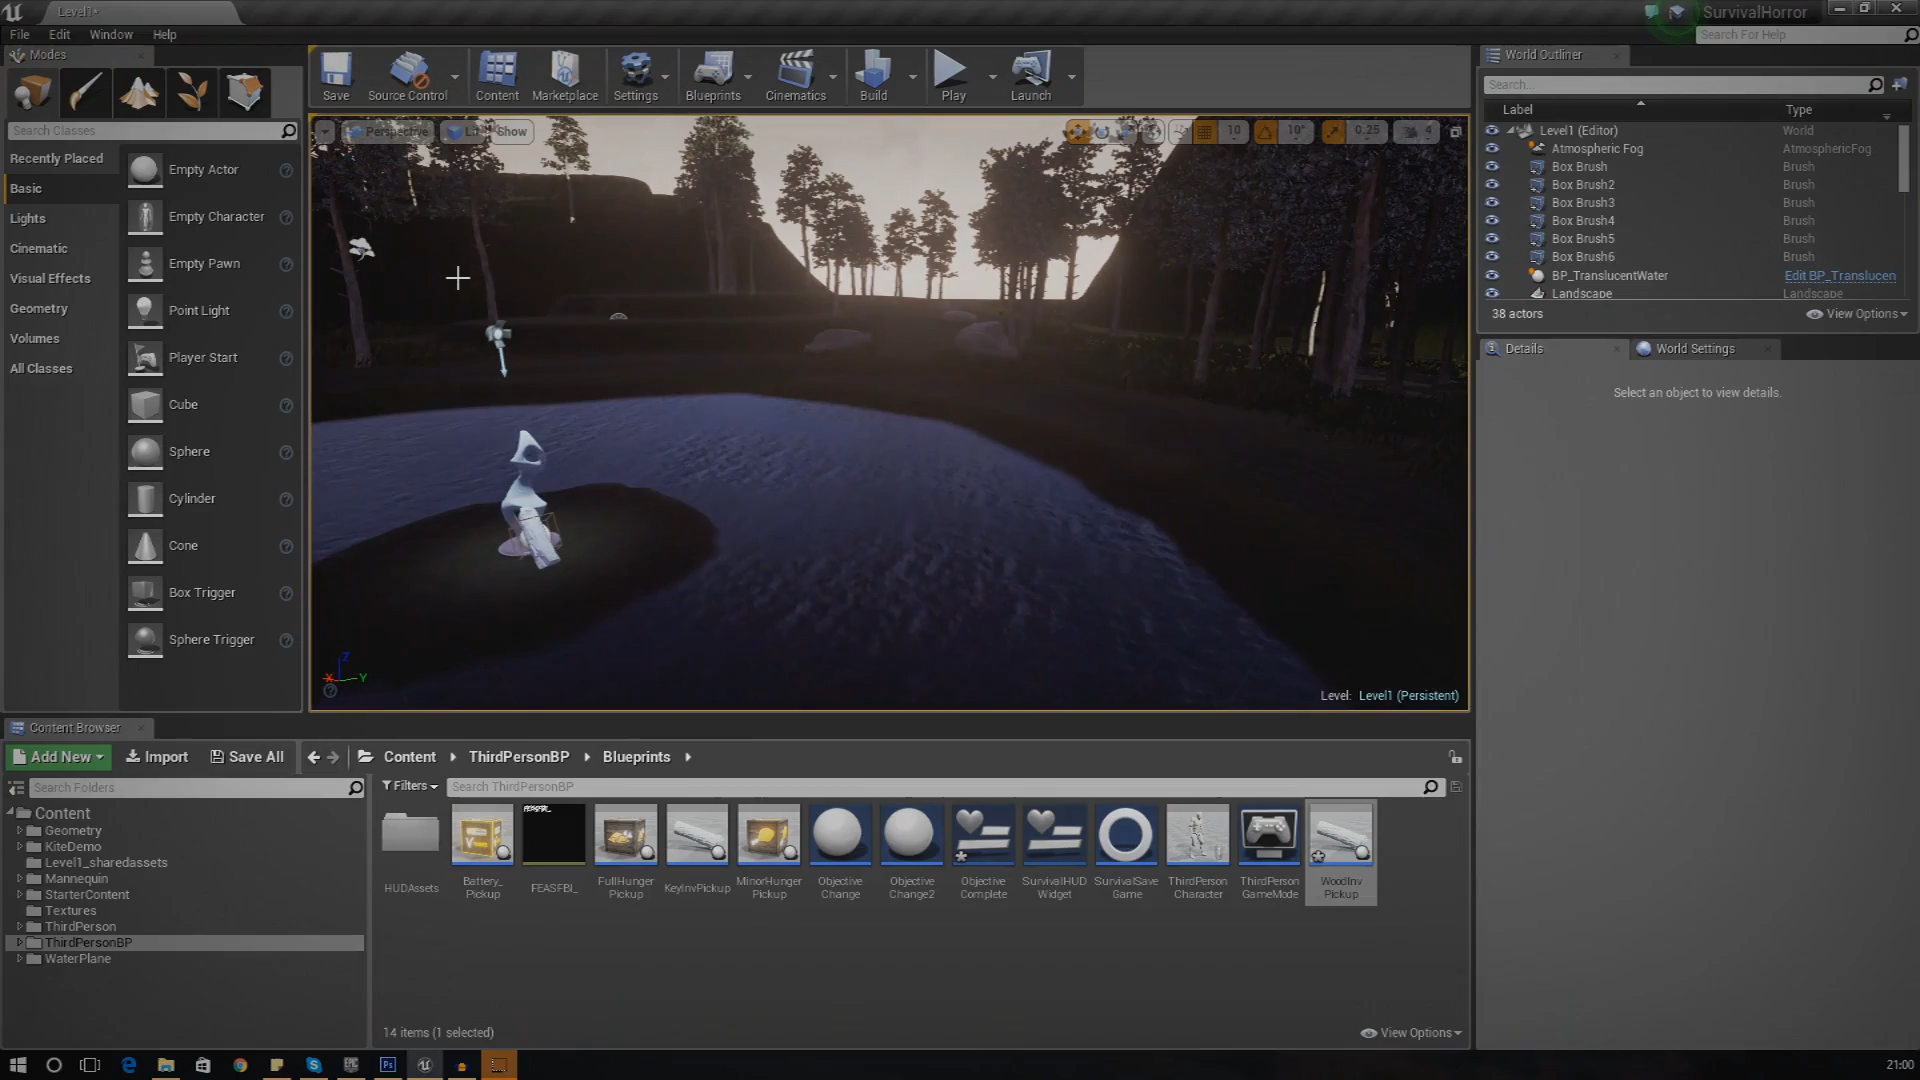 Level1*
SurvivalHorror
File Edit Window Help
Search For Help
Modes
World Outliner
Save
Source Control
Content
Marketplace
Settings
Blueprints
Cinematics
Build
Play
Launch
Search...
Label Type
Search Classes
Perspective
Lit
Show
10
10°
0.25
4
Level1 (Editor) World
Atmospheric Fog AtmosphericFog
Box Brush Brush
Box Brush2 Brush
Box Brush3 Brush
Box Brush4 Brush
Box Brush5 Brush
Box Brush6 Brush
BP_TranslucentWater Edit BP_Translucen
Landscape Landscape
38 actors
View Options
Recently Placed
Basic
Lights
Cinematic
Visual Effects
Geometry
Volumes
All Classes
Empty Actor
Empty Character
Empty Pawn
Point Light
Player Start
Cube
Sphere
Cylinder
Cone
Box Trigger
Sphere Trigger
Details
World Settings
Select an object to view details.
Z
X
Y
Level: Level1 (Persistent)
Content Browser
Add New
Import
Save All
Content
ThirdPersonBP
Blueprints
Search Folders
Filters
Search ThirdPersonBP
Content
Geometry
KiteDemo
Level1_sharedassets
Mannequin
StarterContent
Textures
ThirdPerson
ThirdPersonBP
WaterPlane
HUDAssets
Battery_
Pickup
FEASFBI_
FullHunger
Pickup
KeyInvPickup
MinorHunger
Pickup
Objective
Change
Objective
Change2
Objective
Complete
SurvivalHUD
Widget
SurvivalSave
Game
ThirdPerson
Character
ThirdPerson
GameMode
WoodInv
Pickup
14 items (1 selected)
View Options
21:00